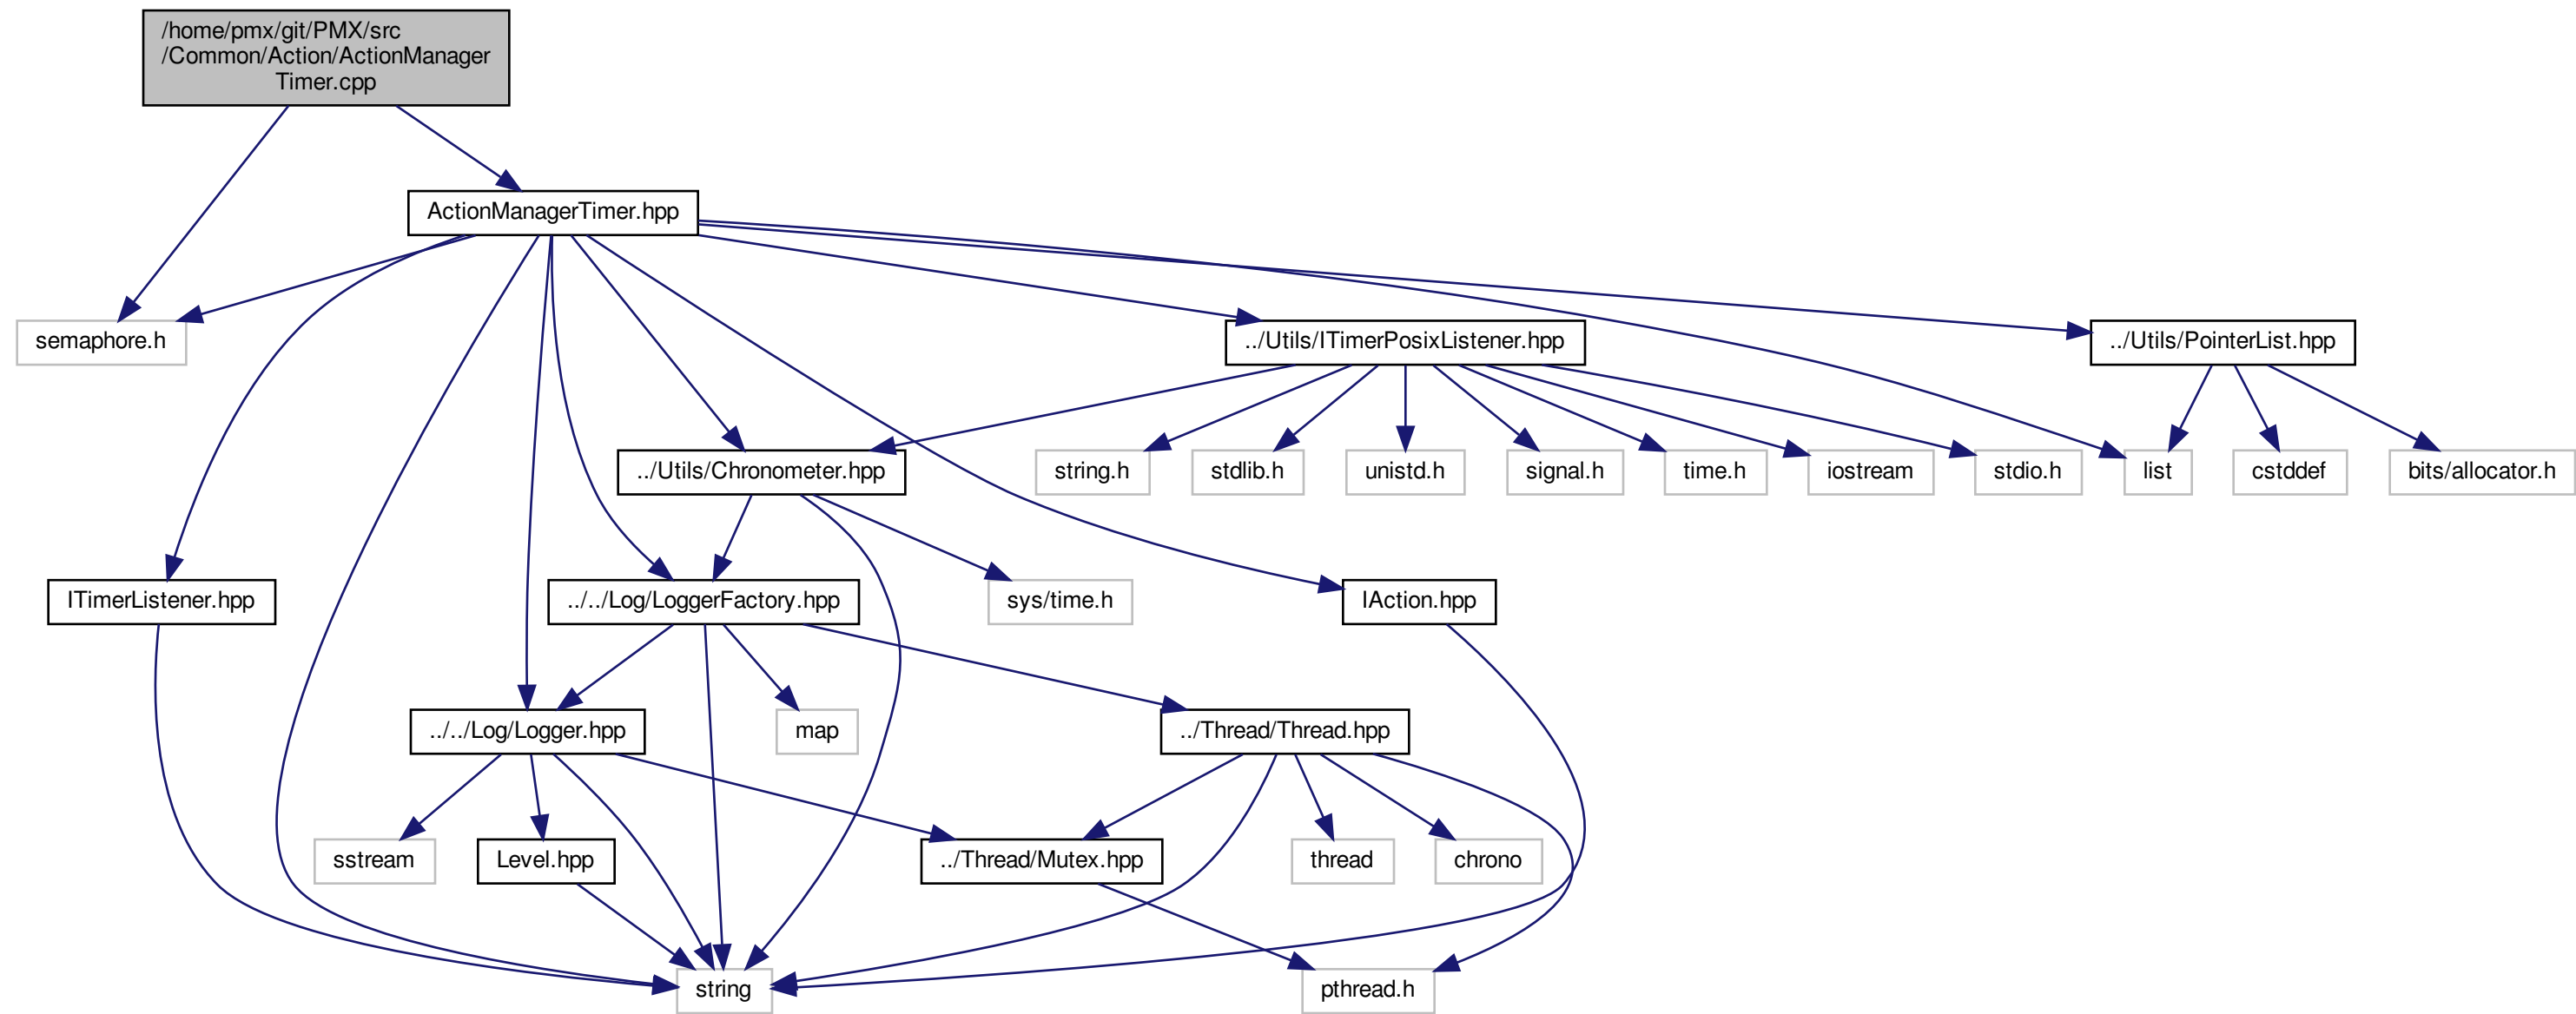 /home/pmx/git/PMX/src
/Common/Action/ActionManager
Timer.cpp
ActionManagerTimer.hpp
semaphore.h
../Utils/ITimerPosixListener.hpp
../Utils/PointerList.hpp
../Utils/Chronometer.hpp
string.h
stdlib.h
unistd.h
signal.h
time.h
iostream
stdio.h
list
cstddef
bits/allocator.h
ITimerListener.hpp
../../Log/LoggerFactory.hpp
sys/time.h
IAction.hpp
../../Log/Logger.hpp
map
../Thread/Thread.hpp
sstream
Level.hpp
../Thread/Mutex.hpp
thread
chrono
string
pthread.h